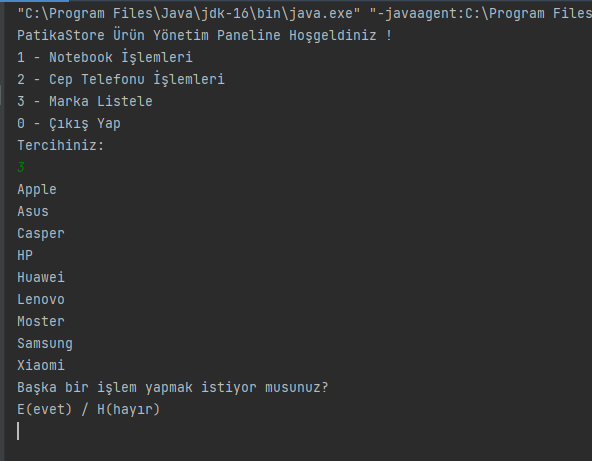 "C:\Program Files\Java\jdk-16\bin\java.exe" "-javaagent:C:\Program Files
PatikaStore Ürün Yönetim Paneline Hoşgeldiniz !
1 - Notebook İşlemleri
2 - Cep Telefonu İşlemleri
3 - Marka Listele
0 - Çıkış Yap
Tercihiniz:
3
Apple
Asus
Casper
HP
Huawei
Lenovo
Moster
Samsung
Xiaomi
Başka bir işlem yapmak istiyor musunuz?
E(evet) / H(hayır)